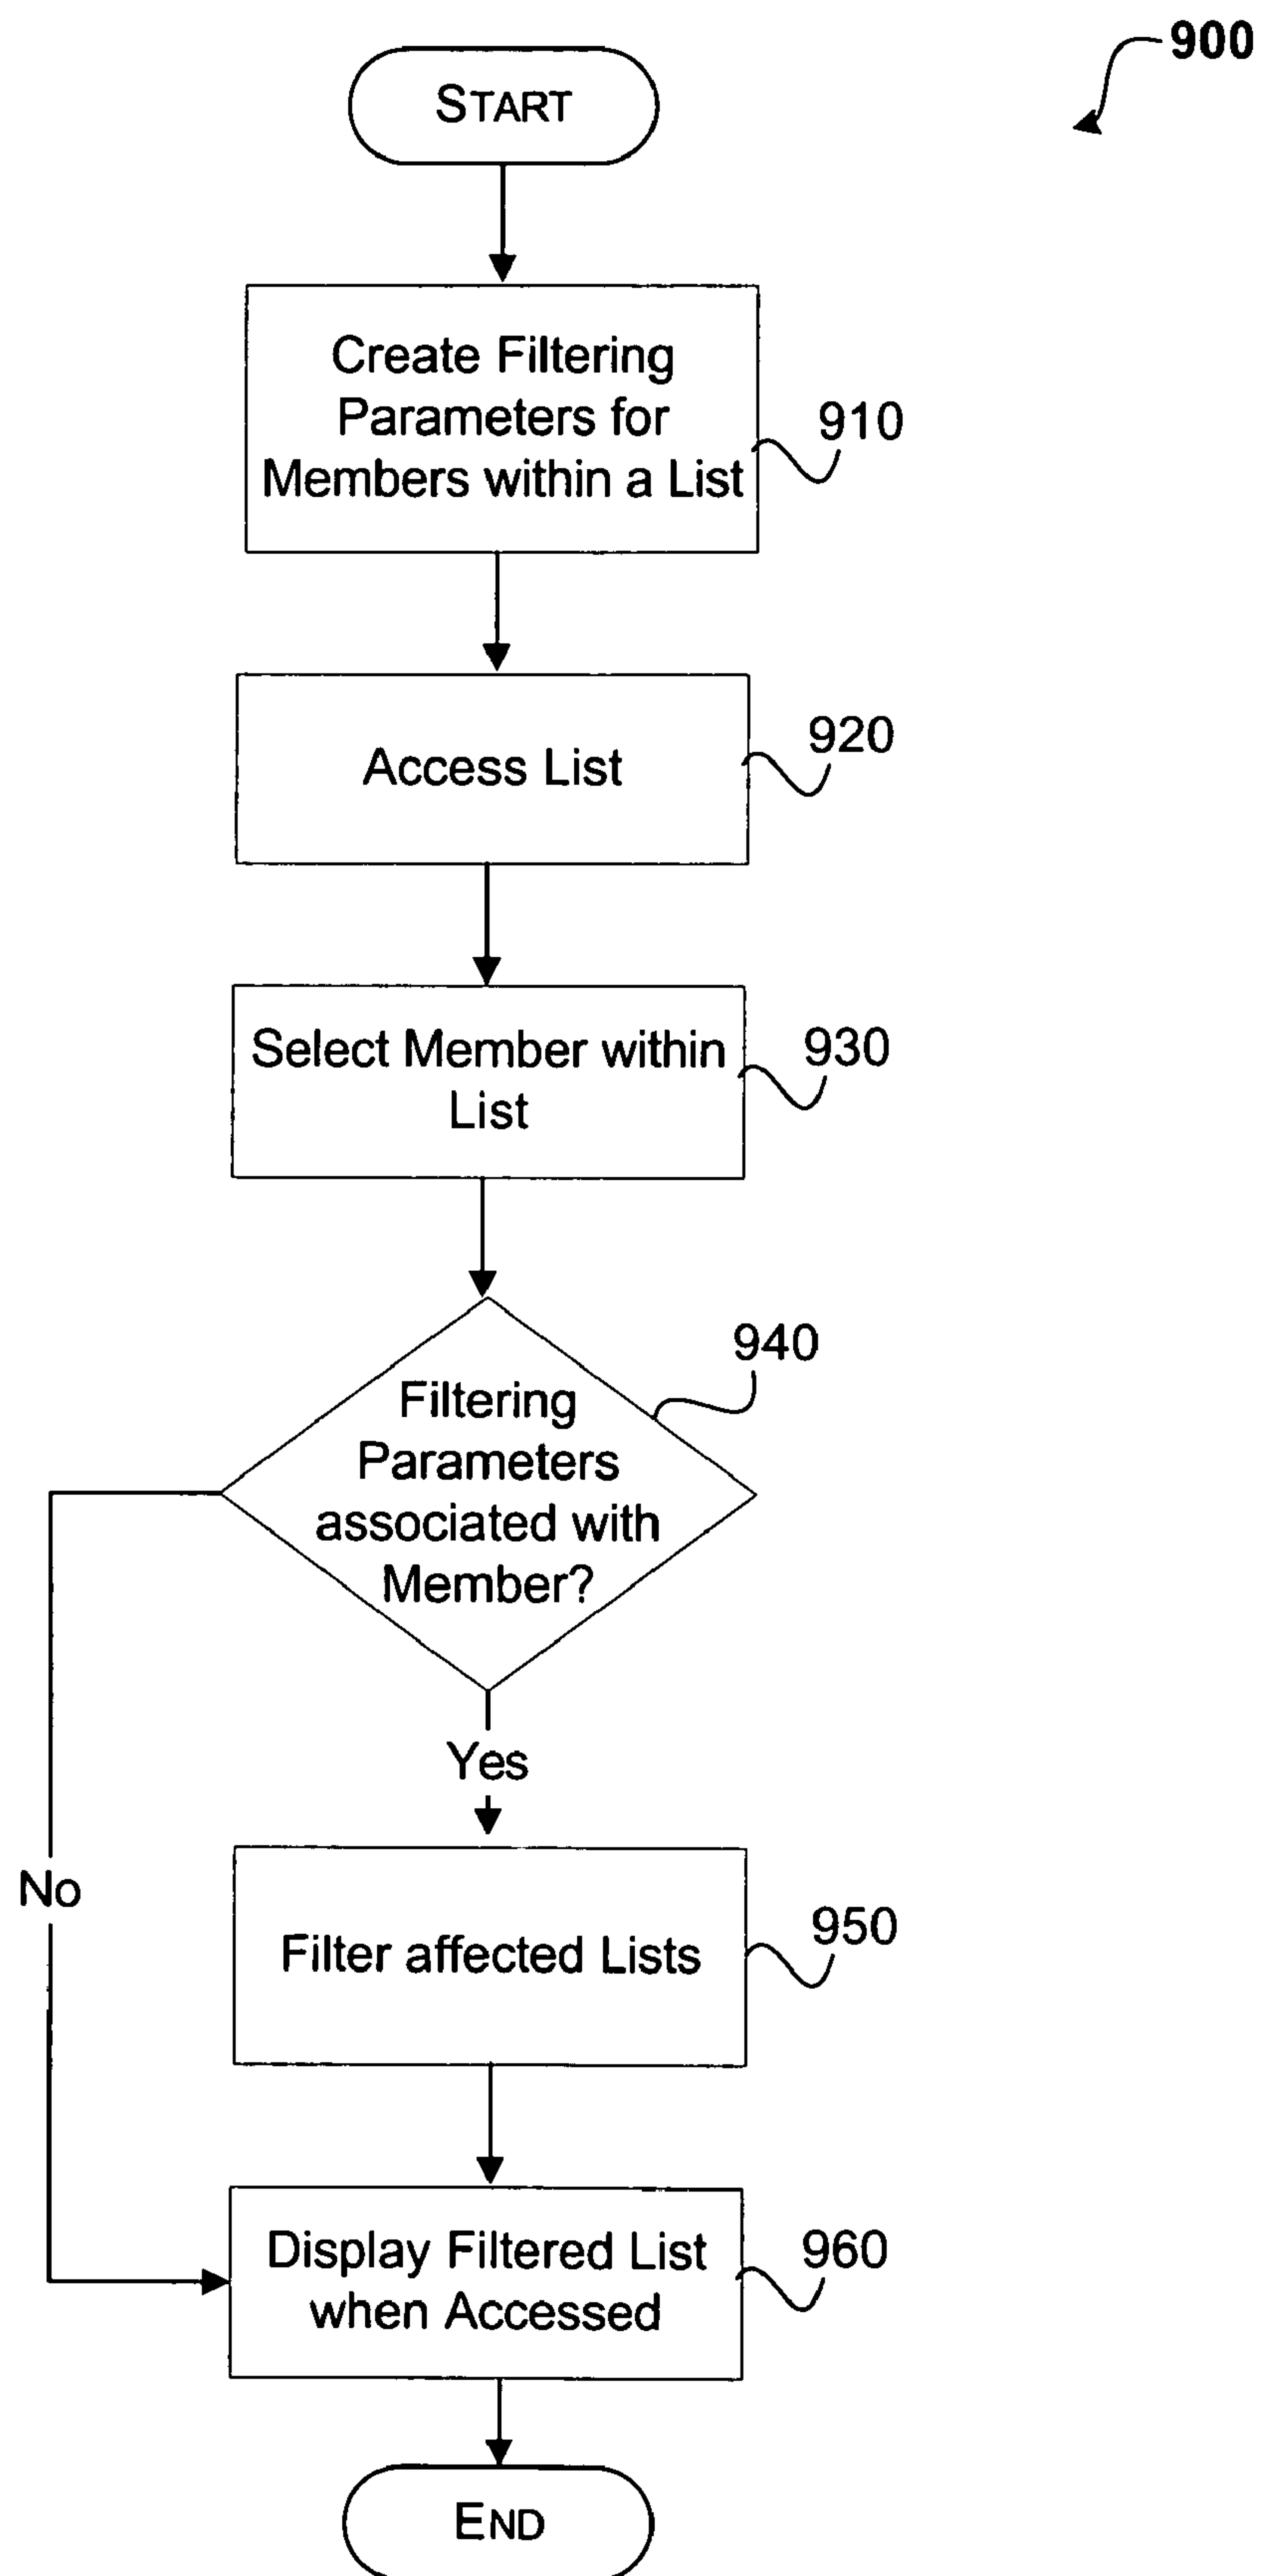 900
START
Create Filtering
Parameters for
Members within a List
910
Access List
920
Select Member within
List
930
940
Filtering
Parameters
associated with
Member?
Yes
No
Filter affected Lists
950
Display Filtered List
when Accessed
960
END